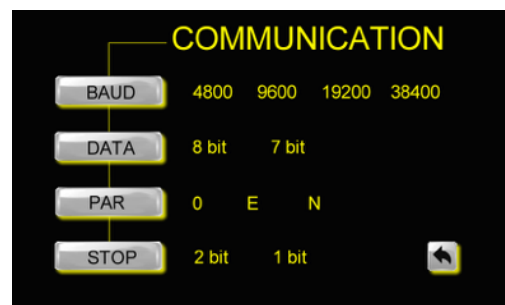 COMMUNICATION
BAUD 4800 9600 19200 38400
DATA 8 bit 7 bit
PAR 0 E N
STOP 2 bit 1 bit